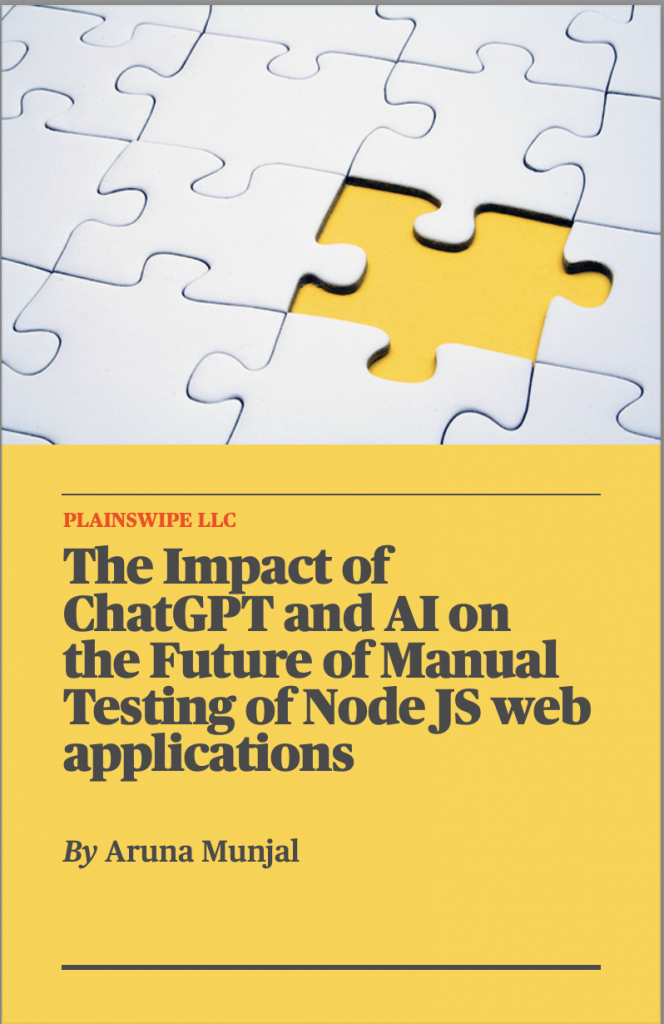 PLAINSWIPE LLC
The Impact of
ChatGPT and AI on
the Future of Manual
Testing of Node JS web
applications
By Aruna Munjal